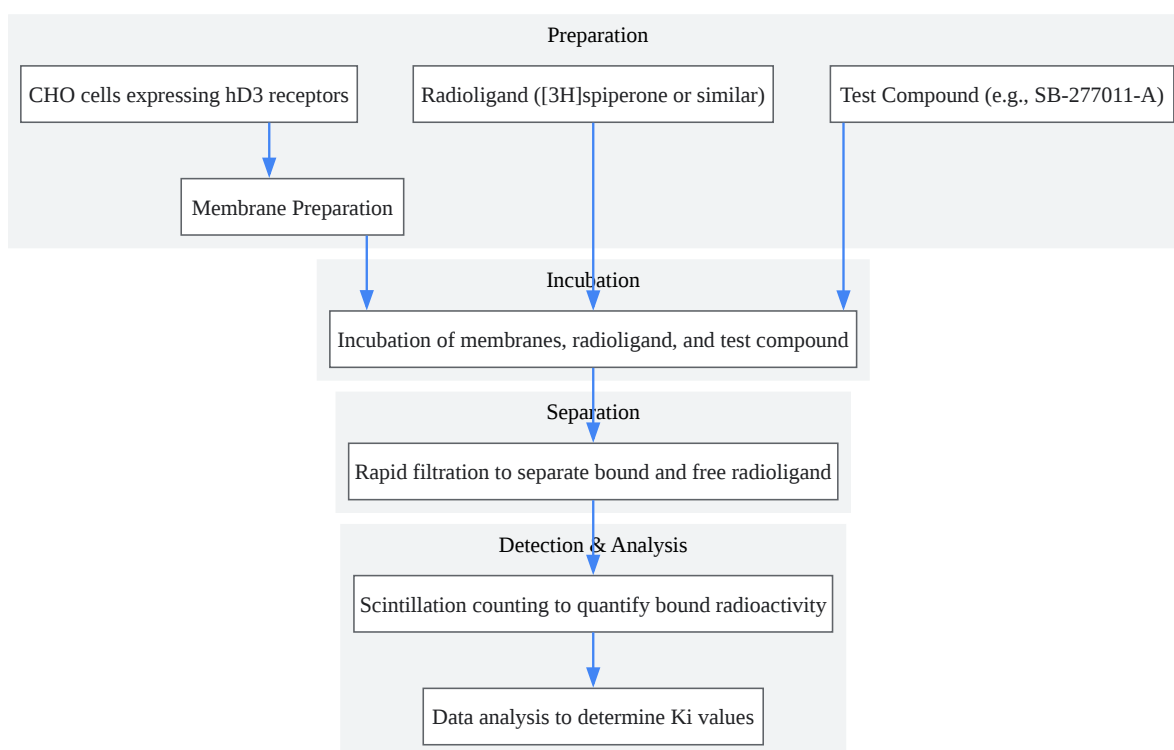 Preparation
CHO cells expressing hD3 receptors
Radioligand ([3H]spiperone or similar)
Test Compound (e.g., SB-277011-A)
Membrane Preparation
Incubation
Incubation of membranes, radioligand, and test compound
Separation
Rapid filtration to separate bound and free radioligand
Detection & Analysis
Scintillation counting to quantify bound radioactivity
Data analysis to determine Ki values